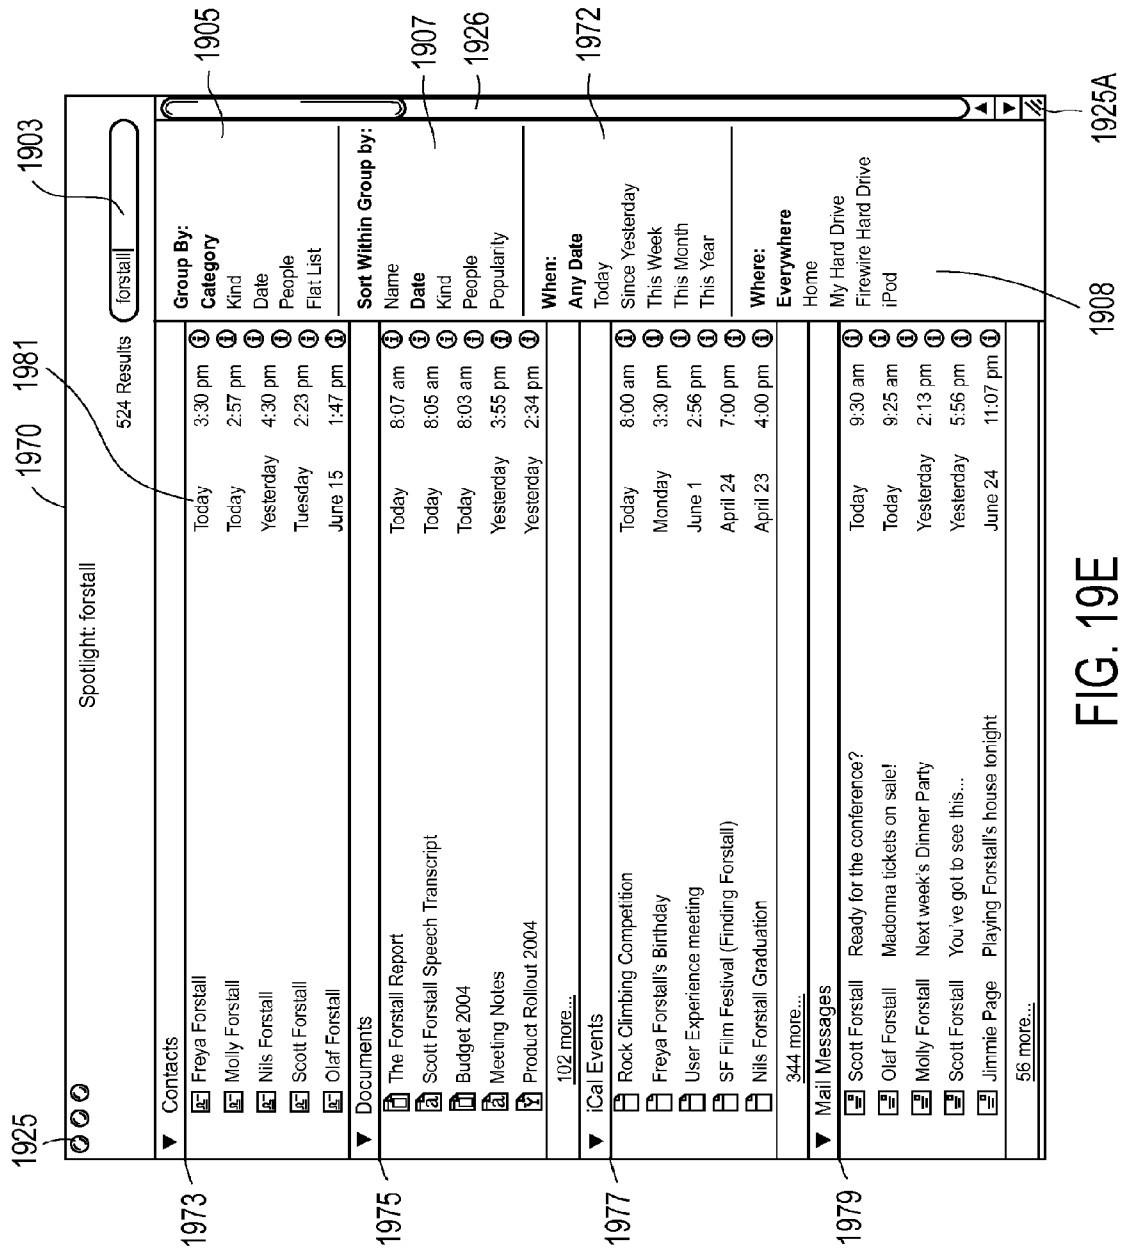 1925
1970
1981
1903
1905
1907
1926
1972
1925A
1908
1973
1975
1977
1979
Spotlight: forstall
524 Results
forstall
Contacts
Freya Forstall Today 3:30 pm
Molly Forstall Today 2:57 pm
Nils Forstall Yesterday 4:30 pm
Scott Forstall Tuesday 2:23 pm
Olaf Forstall June 15 1:47 pm
Documents
The Forstall Report Today 8:07 am
Scott Forstall Speech Transcript Today 8:05 am
Budget 2004 Today 8:03 am
Meeting Notes Yesterday 3:55 pm
Product Rollout 2004 Yesterday 2:34 pm
102 more...
iCal Events
Rock Climbing Competition Today 8:00 am
Freya Forstall's Birthday Monday 3:30 pm
User Experience meeting June 1 2:56 pm
SF Film Festival (Finding Forstall) April 24 7:00 pm
Nils Forstall Graduation April 23 4:00 pm
344 more...
Mail Messages
Scott Forstall Ready for the conference? Today 9:30 am
Olaf Forstall Madonna tickets on sale! Today 9:25 am
Molly Forstall Next week's Dinner Party Yesterday 2:13 pm
Scott Forstall You've got to see this... Yesterday 5:56 pm
Jimmie Page Playing Forstall's house tonight June 24 11:07 pm
56 more...
Group By:
Category
Kind
Date
People
Flat List
Sort Within Group by:
Name
Date
Kind
People
Popularity
When:
Any Date
Today
Since Yesterday
This Week
This Month
This Year
Where:
Everywhere
Home
My Hard Drive
Firewire Hard Drive
iPod
FIG. 19E